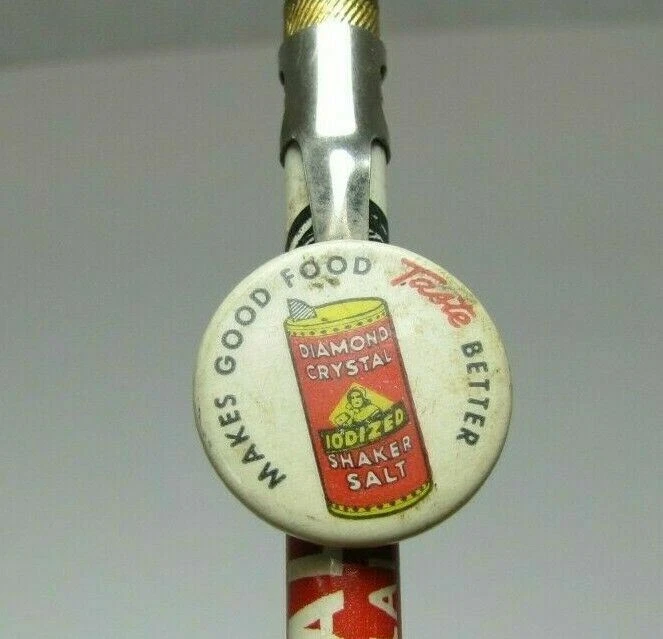 MAKES GOOD FOOD Taste BETTER
DIAMOND
CRYSTAL
IODIZED
SHAKER
SALT